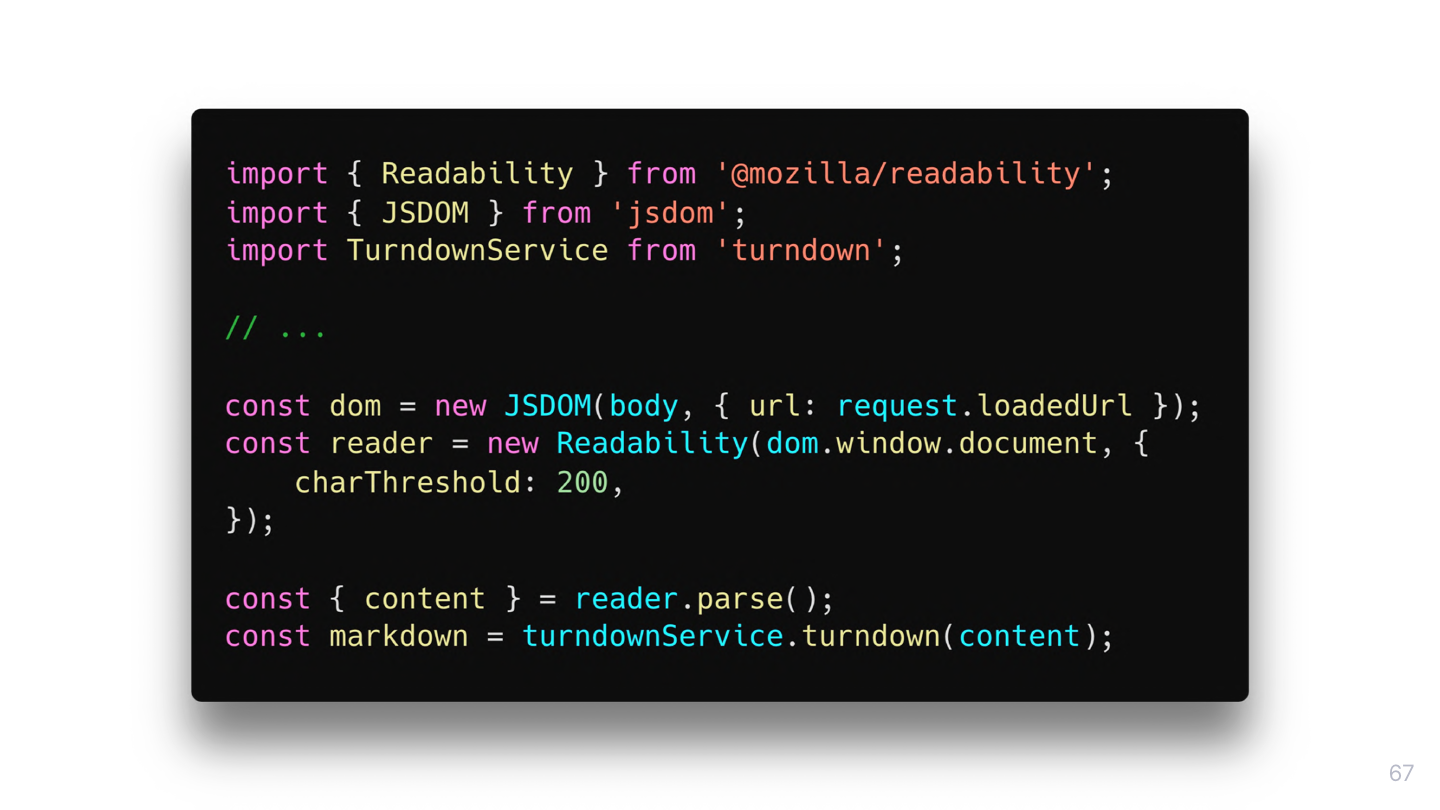 import { Readability } from '@mozilla/readability';
import { JSDOM } from 'jsdom';
import TurndownService from 'turndown';
// ...
const dom = new JSDOM(body, { url: request.loadedUrl });
const reader = new Readability(dom.window.document, {
    charThreshold: 200,
});
const { content } = reader.parse();
const markdown = turndownService.turndown(content);
67